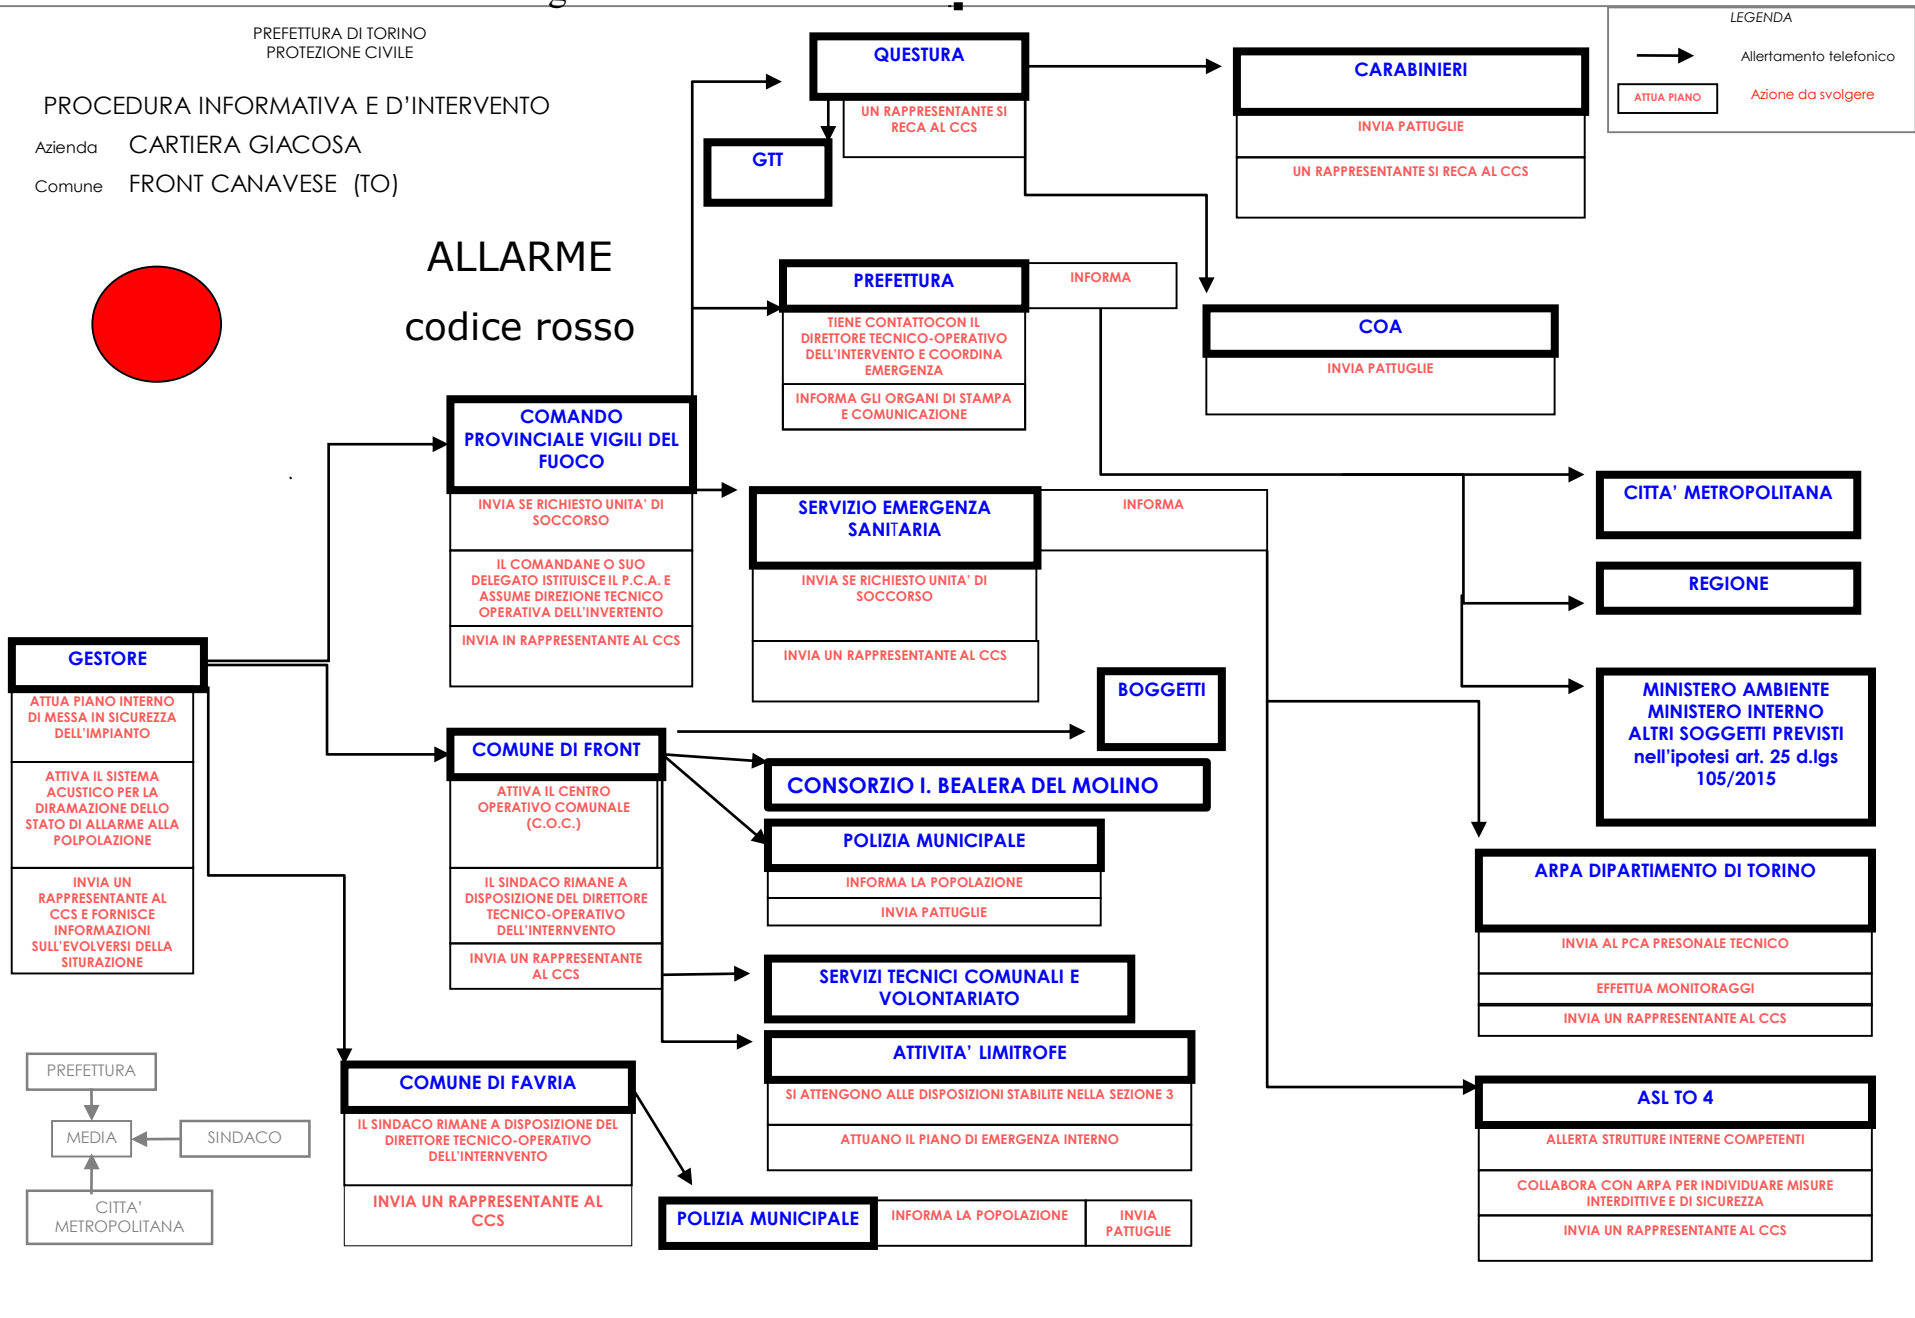 PREFETTURA DI TORINO
PROTEZIONE CIVILE
PROCEDURA INFORMATIVA E D'INTERVENTO
Azienda CARTIERA GIACOSA
Comune FRONT CANAVESE (TO)
ALLARME
codice rosso
LEGENDA
Allertamento telefonico
ATTUA PIANO
Azione da svolgere
QUESTURA
UN RAPPRESENTANTE SI
RECA AL CCS
GTT
CARABINIERI
INVIA PATTUGLIE
UN RAPPRESENTANTE SI RECA AL CCS
PREFETTURA
INFORMA
TIENE CONTATTOCON IL
DIRETTORE TECNICO-OPERATIVO
DELL'INTERVENTO E COORDINA
EMERGENZA
INFORMA GLI ORGANI DI STAMPA
E COMUNICAZIONE
COA
INVIA PATTUGLIE
COMANDO
PROVINCIALE VIGILI DEL
FUOCO
INVIA SE RICHIESTO UNITA' DI
SOCCORSO
IL COMANDANE O SUO
DELEGATO ISTITUISCE IL P.C.A. E
ASSUME DIREZIONE TECNICO
OPERATIVA DELL'INVERTENTO
INVIA IN RAPPRESENTANTE AL CCS
SERVIZIO EMERGENZA
SANITARIA
INFORMA
INVIA SE RICHIESTO UNITA' DI
SOCCORSO
INVIA UN RAPPRESENTANTE AL CCS
CITTA' METROPOLITANA
REGIONE
MINISTERO AMBIENTE
MINISTERO INTERNO
ALTRI SOGGETTI PREVISTI
nell'ipotesi art. 25 d.lgs
105/2015
GESTORE
ATTUA PIANO INTERNO
DI MESSA IN SICUREZZA
DELL'IMPIANTO
ATTIVA IL SISTEMA
ACUSTICO PER LA
DIRAMAZIONE DELLO
STATO DI ALLARME ALLA
POLPOLAZIONE
INVIA UN
RAPPRESENTANTE AL
CCS E FORNISCE
INFORMAZIONI
SULL'EVOLVERSI DELLA
SITURAZIONE
COMUNE DI FRONT
ATTIVA IL CENTRO
OPERATIVO COMUNALE
(C.O.C.)
IL SINDACO RIMANE A
DISPOSIZIONE DEL DIRETTORE
TECNICO-OPERATIVO
DELL'INTERNVENTO
INVIA UN RAPPRESENTANTE
AL CCS
BOGGETTI
CONSORZIO I. BEALERA DEL MOLINO
POLIZIA MUNICIPALE
INFORMA LA POPOLAZIONE
INVIA PATTUGLIE
SERVIZI TECNICI COMUNALI E
VOLONTARIATO
ATTIVITA' LIMITROFE
SI ATTENGONO ALLE DISPOSIZIONI STABILITE NELLA SEZIONE 3
ATTUANO IL PIANO DI EMERGENZA INTERNO
ARPA DIPARTIMENTO DI TORINO
INVIA AL PCA PRESONALE TECNICO
EFFETTUA MONITORAGGI
INVIA UN RAPPRESENTANTE AL CCS
ASL TO 4
ALLERTA STRUTTURE INTERNE COMPETENTI
COLLABORA CON ARPA PER INDIVIDUARE MISURE
INTERDITTIVE E DI SICUREZZA
INVIA UN RAPPRESENTANTE AL CCS
COMUNE DI FAVRIA
IL SINDACO RIMANE A DISPOSIZIONE DEL
DIRETTORE TECNICO-OPERATIVO
DELL'INTERNVENTO
INVIA UN RAPPRESENTANTE AL
CCS
POLIZIA MUNICIPALE
INFORMA LA POPOLAZIONE
INVIA
PATTUGLIE
PREFETTURA
MEDIA
SINDACO
CITTA'
METROPOLITANA